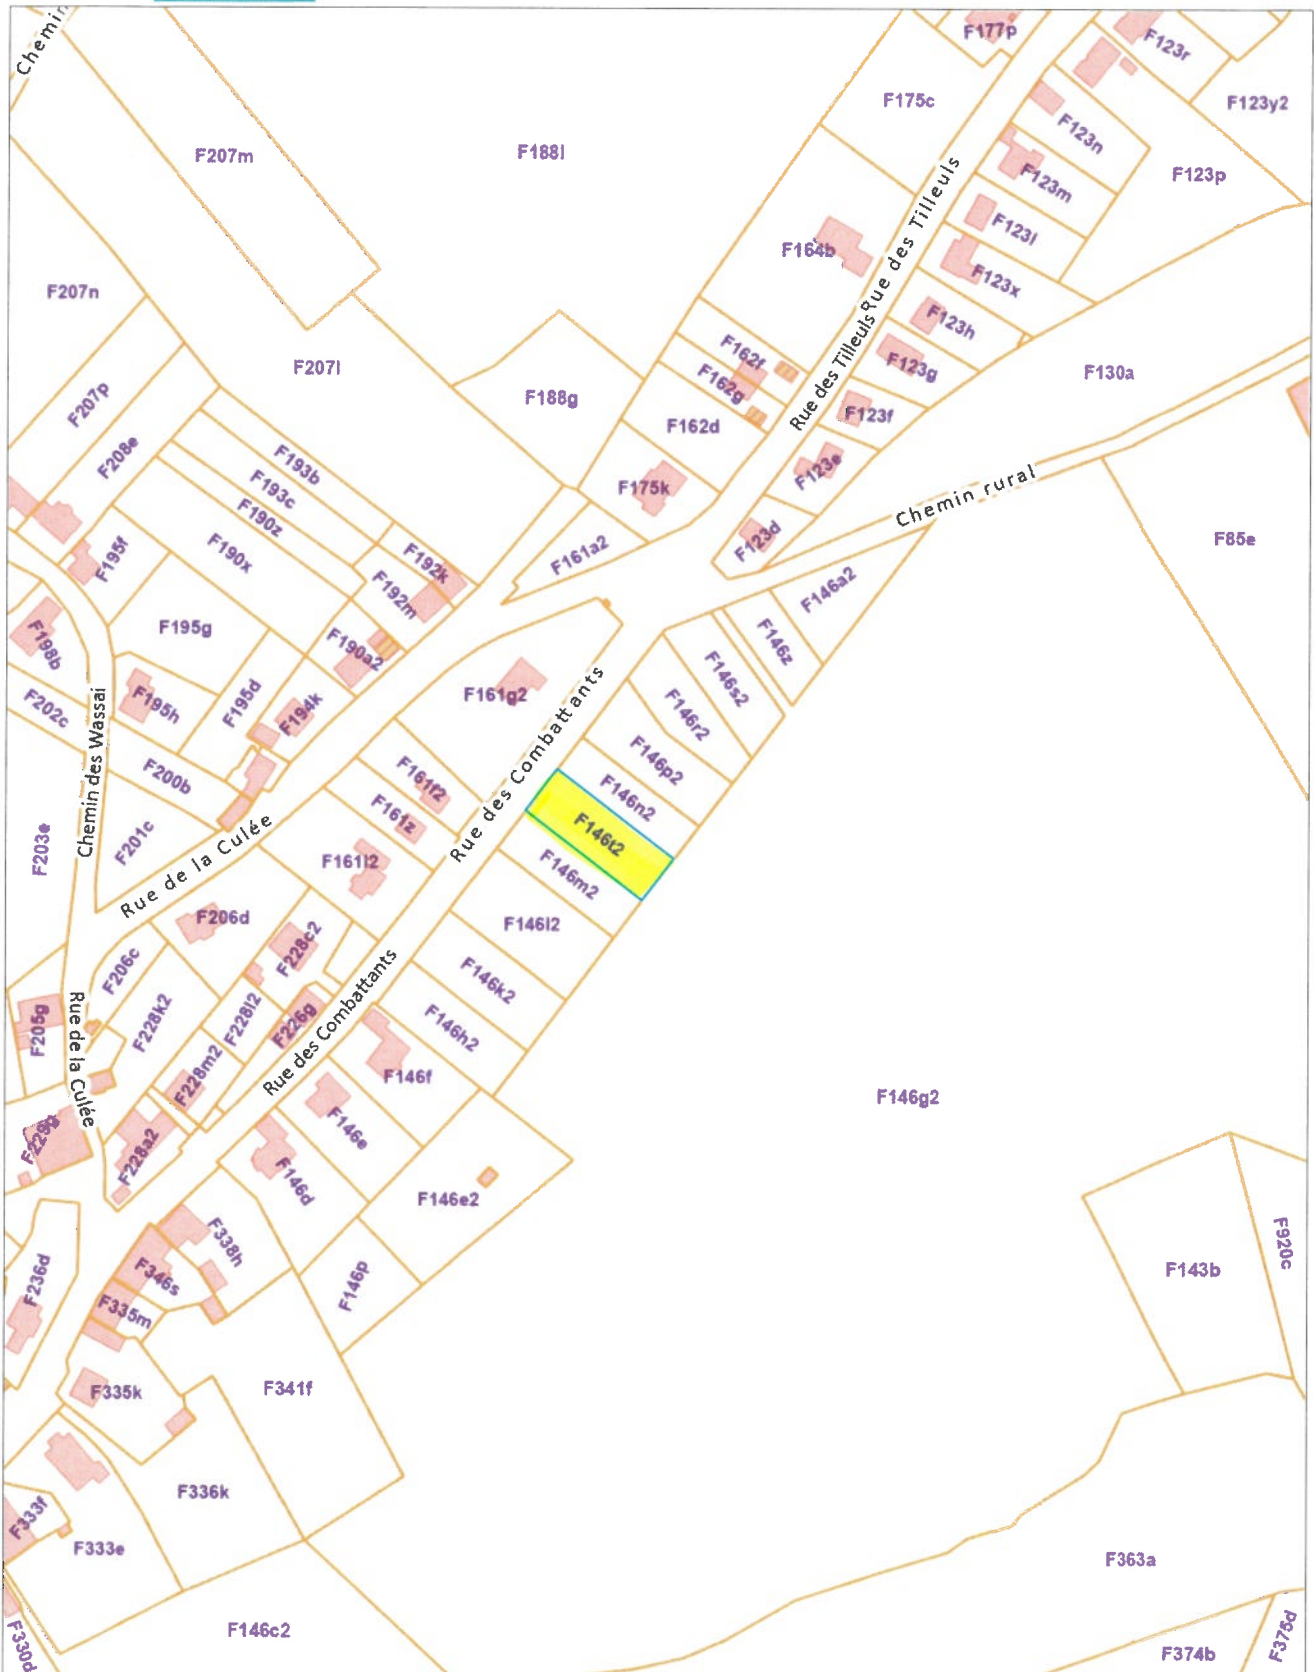 Chemin
F177p
F123r
F175c
F123y2
F123n
F207m
F188l
F123m
F123p
Rue des Tilleuls
F123l
F164b
F123x
F207n
F123h
Rue des Tilleuls
F162f
F123g
F207l
F130a
F162g
F188g
F207p
F123f
F162d
F208e
F193b
F123e
F193c
F175k
Chemin rural
F190z
F123d
F85e
F195f
F190x
F161a2
F192k
F192m
F146a2
F195g
F198b
F190a2
F146z
F146s2
F195h
F195d
F161g2
F202c
F194k
F146r2
Chemin des Wassai
Rue des Combattants
F146p2
F200b
F161f2
F146n2
F161z
F201c
F146t2
F203e
Rue de la Culée
F161l2
F146m2
F206d
F146l2
F228c2
F206c
F146k2
F228k2
F228l2
F205g
F226g
F146h2
Rue des Combattants
Rue de la Culée
F228m2
F146f
F146g2
F146e
F228a2
F146d
F146e2
F338h
F920c
F236d
F346s
F146p
F143b
F335m
F335k
F341f
F336k
F333f
F333e
F363a
F146c2
F330d
F374b
F375d